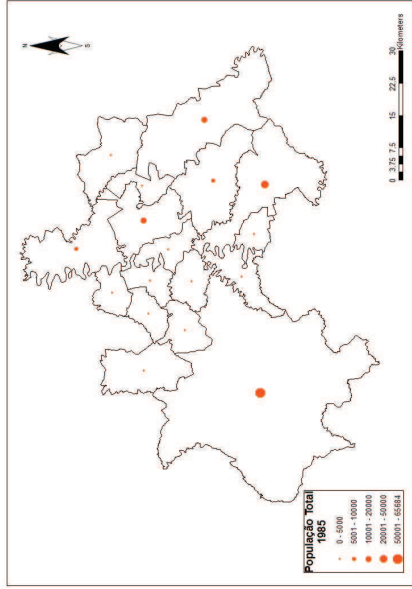 N
S
População Total
1985
0 - 5000
5001 - 10000
10001 - 20000
20001 - 50000
50001 - 65684
0 3.75 7.5 15 22.5 30
Kilometers